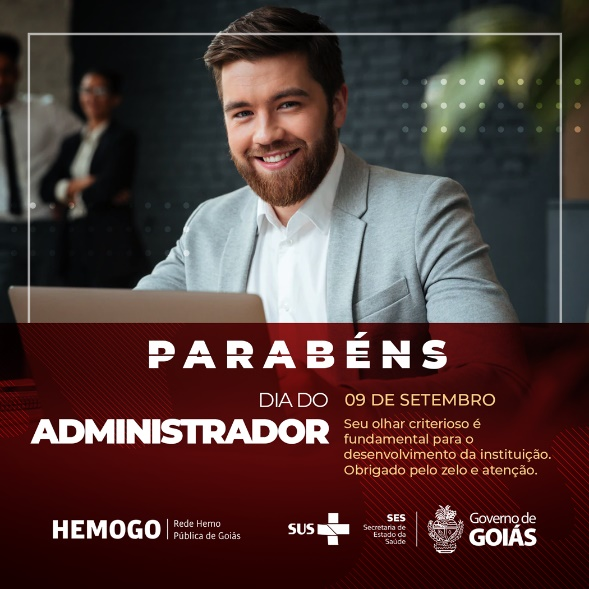 PARABÉNS
DIA DO
ADMINISTRADOR
09 DE SETEMBRO
Seu olhar criterioso é
fundamental para o
desenvolvimento da instituição.
Obrigado pelo zelo e atenção.
HEMOGO
Rede Hemo
Pública de Goiás
SUS
SES
Secretaria de
Estado da
Saúde
Governo de
GOIÁS